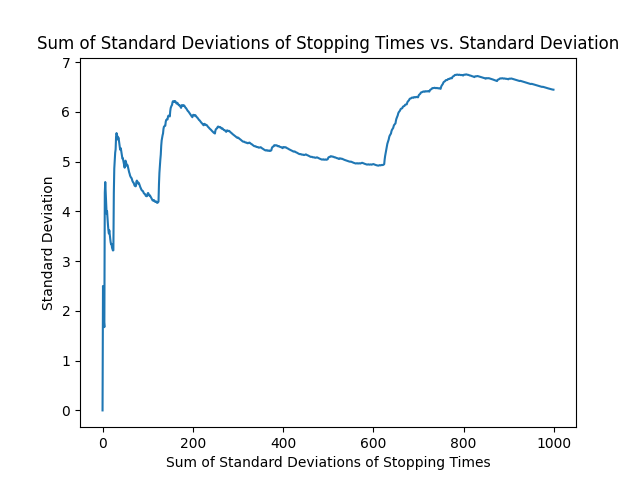 Sum of Standard Deviations of Stopping Times vs. Standard Deviation
7
6
5
4
3
2
1
0
Standard Deviation
0 200 400 600 800 1000
Sum of Standard Deviations of Stopping Times